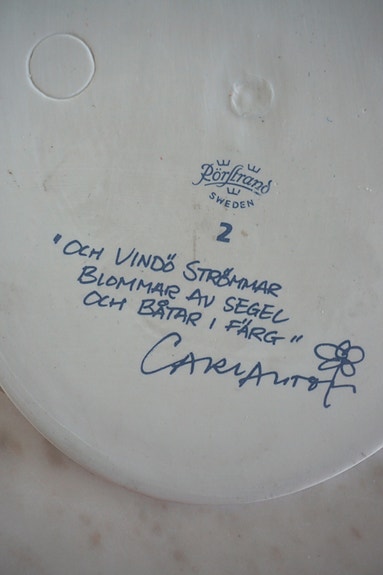 Rörstrand
SWEDEN
2
"OCH VINDÖ STRÖMMAR
BLOMMAR AV SEGEL
OCH BÅTAR I FÄRG"